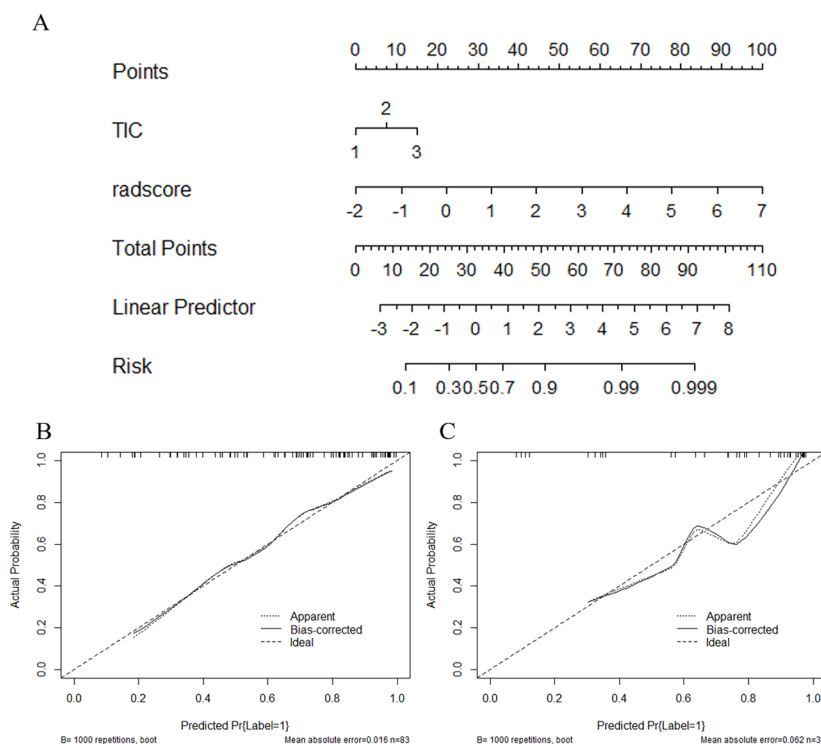 A
0 10 20 30 40 50 60 70 80 90 100
Points
2
TIC
1 3
radscore
-2 -1 0 1 2 3 4 5 6 7
Total Points
0 10 20 30 40 50 60 70 80 90 110
Linear Predictor
-3 -2 -1 0 1 2 3 4 5 6 7 8
Risk
0.1 0.3 0.5 0.7 0.9 0.99 0.999
B
1.0
0.8
0.6
0.4
0.2
0.0
Actual Probability
Apparent
Bias-corrected
Ideal
0.0 0.2 0.4 0.6 0.8 1.0
Predicted Pr{Label=1}
B= 1000 repetitions, boot Mean absolute error=0.016 n=83
C
1.0
0.8
0.6
0.4
0.2
0.0
Actual Probability
Apparent
Bias-corrected
Ideal
0.0 0.2 0.4 0.6 0.8 1.0
Predicted Pr{Label=1}
B= 1000 repetitions, boot Mean absolute error=0.062 n=3